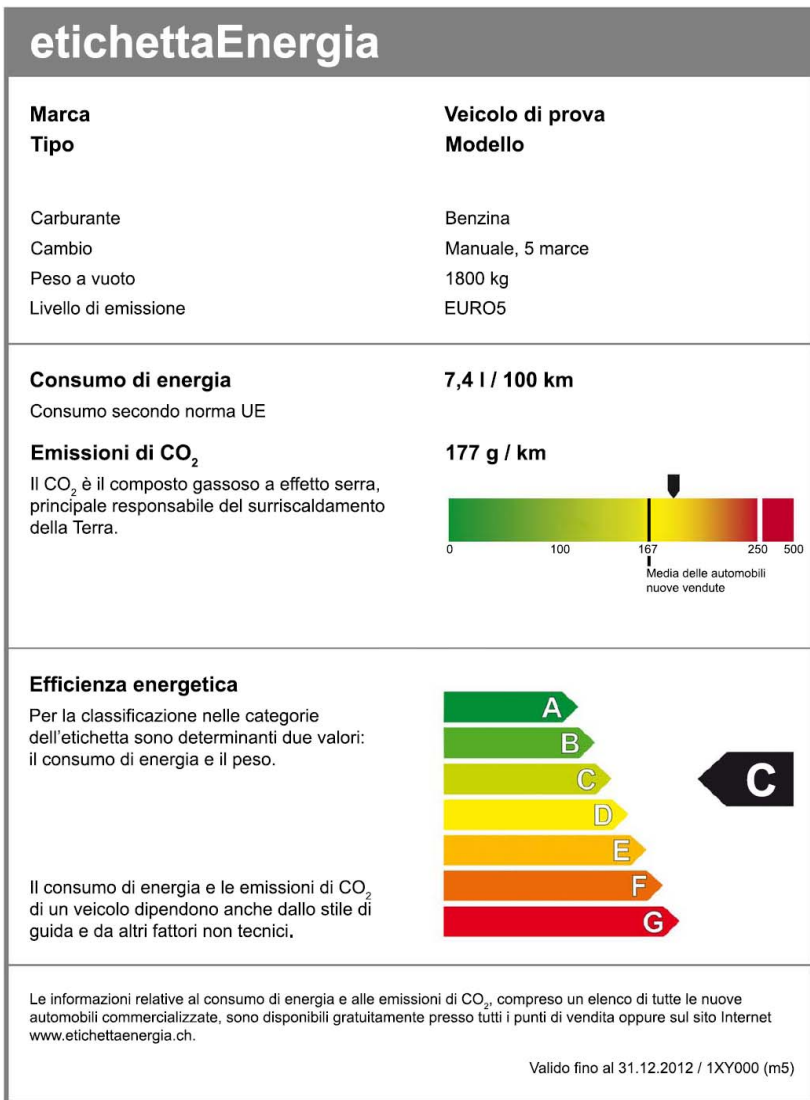 etichettaEnergia
Marca Veicolo di prova
Tipo Modello
Carburante Benzina
Cambio Manuale, 5 marce
Peso a vuoto 1800 kg
Livello di emissione EURO5
Consumo di energia 7,4 l / 100 km
Consumo secondo norma UE
Emissioni di CO₂ 177 g / km
Il CO₂ è il composto gassoso a effetto serra,
principale responsabile del surriscaldamento
della Terra.
0 100 167 250 500
Media delle automobili
nuove vendute
Efficienza energetica
Per la classificazione nelle categorie
dell'etichetta sono determinanti due valori:
il consumo di energia e il peso.
A
B
C
D
E
F
G
C
Il consumo di energia e le emissioni di CO₂
di un veicolo dipendono anche dallo stile di
guida e da altri fattori non tecnici.
Le informazioni relative al consumo di energia e alle emissioni di CO₂, compreso un elenco di tutte le nuove
automobili commercializzate, sono disponibili gratuitamente presso tutti i punti di vendita oppure sul sito Internet
www.etichettaenergia.ch.
Valido fino al 31.12.2012 / 1XY000 (m5)